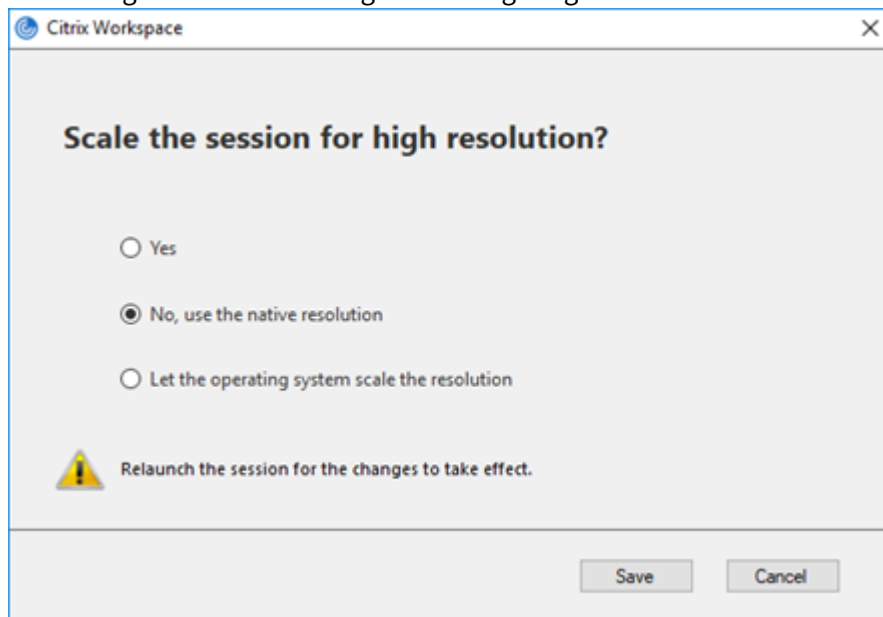 Citrix Workspace
Scale the session for high resolution?
Yes
No, use the native resolution
Let the operating system scale the resolution
Relaunch the session for the changes to take effect.
Save
Cancel